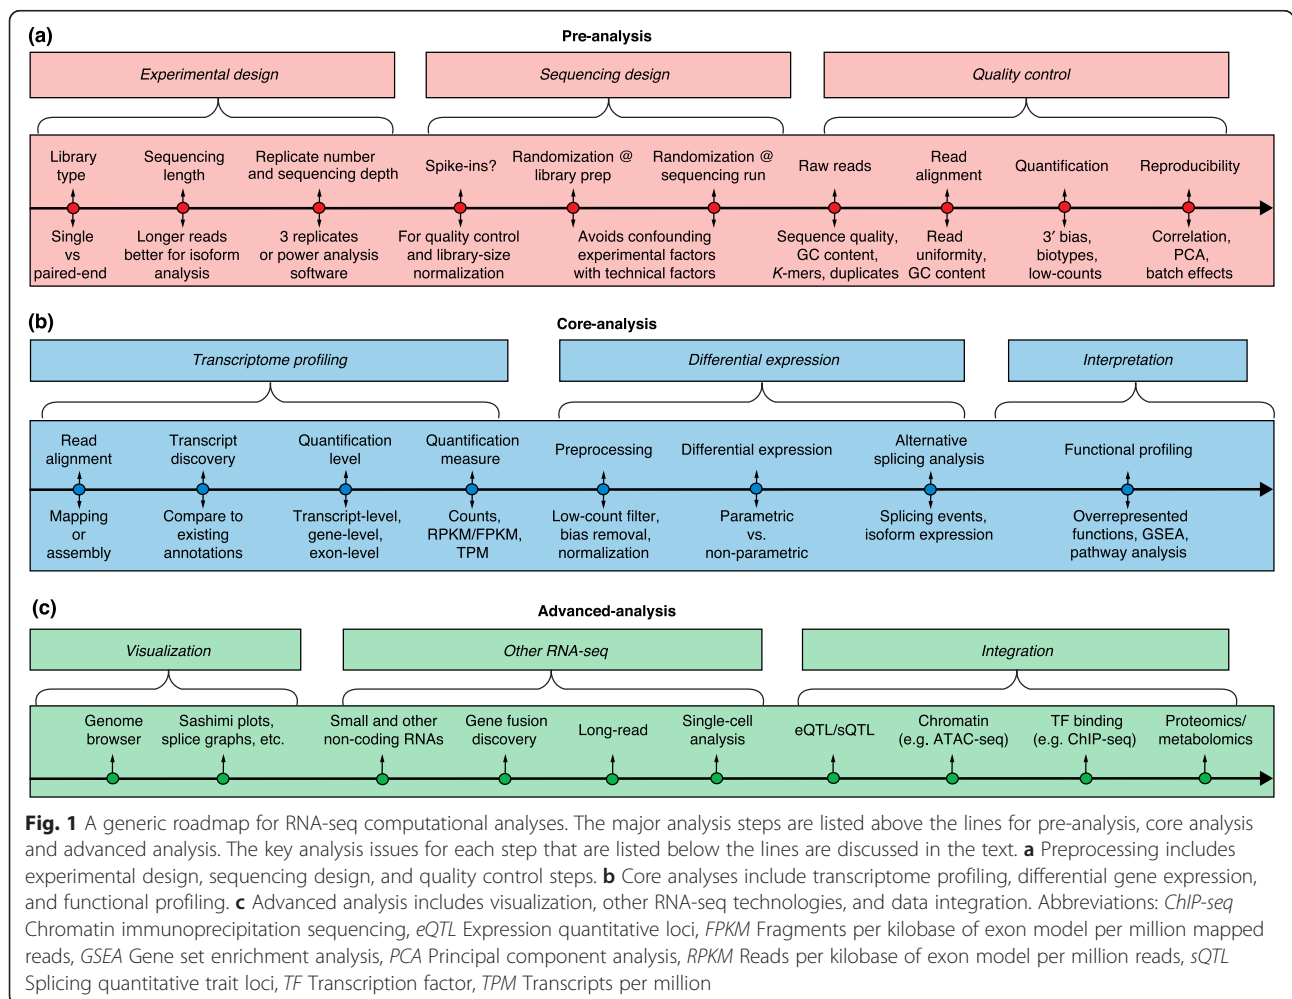 (a)
Pre-analysis
Experimental design
Sequencing design
Quality control
Library
type
Sequencing
length
Replicate number
and sequencing depth
Spike-ins?
Randomization @
library prep
Randomization @
sequencing run
Raw reads
Read
alignment
Quantification
Reproducibility
Single
vs
paired-end
Longer reads
better for isoform
analysis
3 replicates
or power analysis
software
For quality control
and library-size
normalization
Avoids confounding
experimental factors
with technical factors
Sequence quality,
GC content,
K-mers, duplicates
Read
uniformity,
GC content
3′ bias,
biotypes,
low-counts
Correlation,
PCA,
batch effects
(b)
Core-analysis
Transcriptome profiling
Differential expression
Interpretation
Read
alignment
Transcript
discovery
Quantification
level
Quantification
measure
Preprocessing
Differential expression
Alternative
splicing analysis
Functional profiling
Mapping
or
assembly
Compare to
existing
annotations
Transcript-level,
gene-level,
exon-level
Counts,
RPKM/FPKM,
TPM
Low-count filter,
bias removal,
normalization
Parametric
vs.
non-parametric
Splicing events,
isoform expression
Overrepresented
functions, GSEA,
pathway analysis
(c)
Advanced-analysis
Visualization
Other RNA-seq
Integration
Genome
browser
Sashimi plots,
splice graphs, etc.
Small and other
non-coding RNAs
Gene fusion
discovery
Long-read
Single-cell
analysis
eQTL/sQTL
Chromatin
(e.g. ATAC-seq)
TF binding
(e.g. ChIP-seq)
Proteomics/
metabolomics
Fig. 1 A generic roadmap for RNA-seq computational analyses. The major analysis steps are listed above the lines for pre-analysis, core analysis
and advanced analysis. The key analysis issues for each step that are listed below the lines are discussed in the text. a Preprocessing includes
experimental design, sequencing design, and quality control steps. b Core analyses include transcriptome profiling, differential gene expression,
and functional profiling. c Advanced analysis includes visualization, other RNA-seq technologies, and data integration. Abbreviations: ChIP-seq
Chromatin immunoprecipitation sequencing, eQTL Expression quantitative loci, FPKM Fragments per kilobase of exon model per million mapped
reads, GSEA Gene set enrichment analysis, PCA Principal component analysis, RPKM Reads per kilobase of exon model per million reads, sQTL
Splicing quantitative trait loci, TF Transcription factor, TPM Transcripts per million